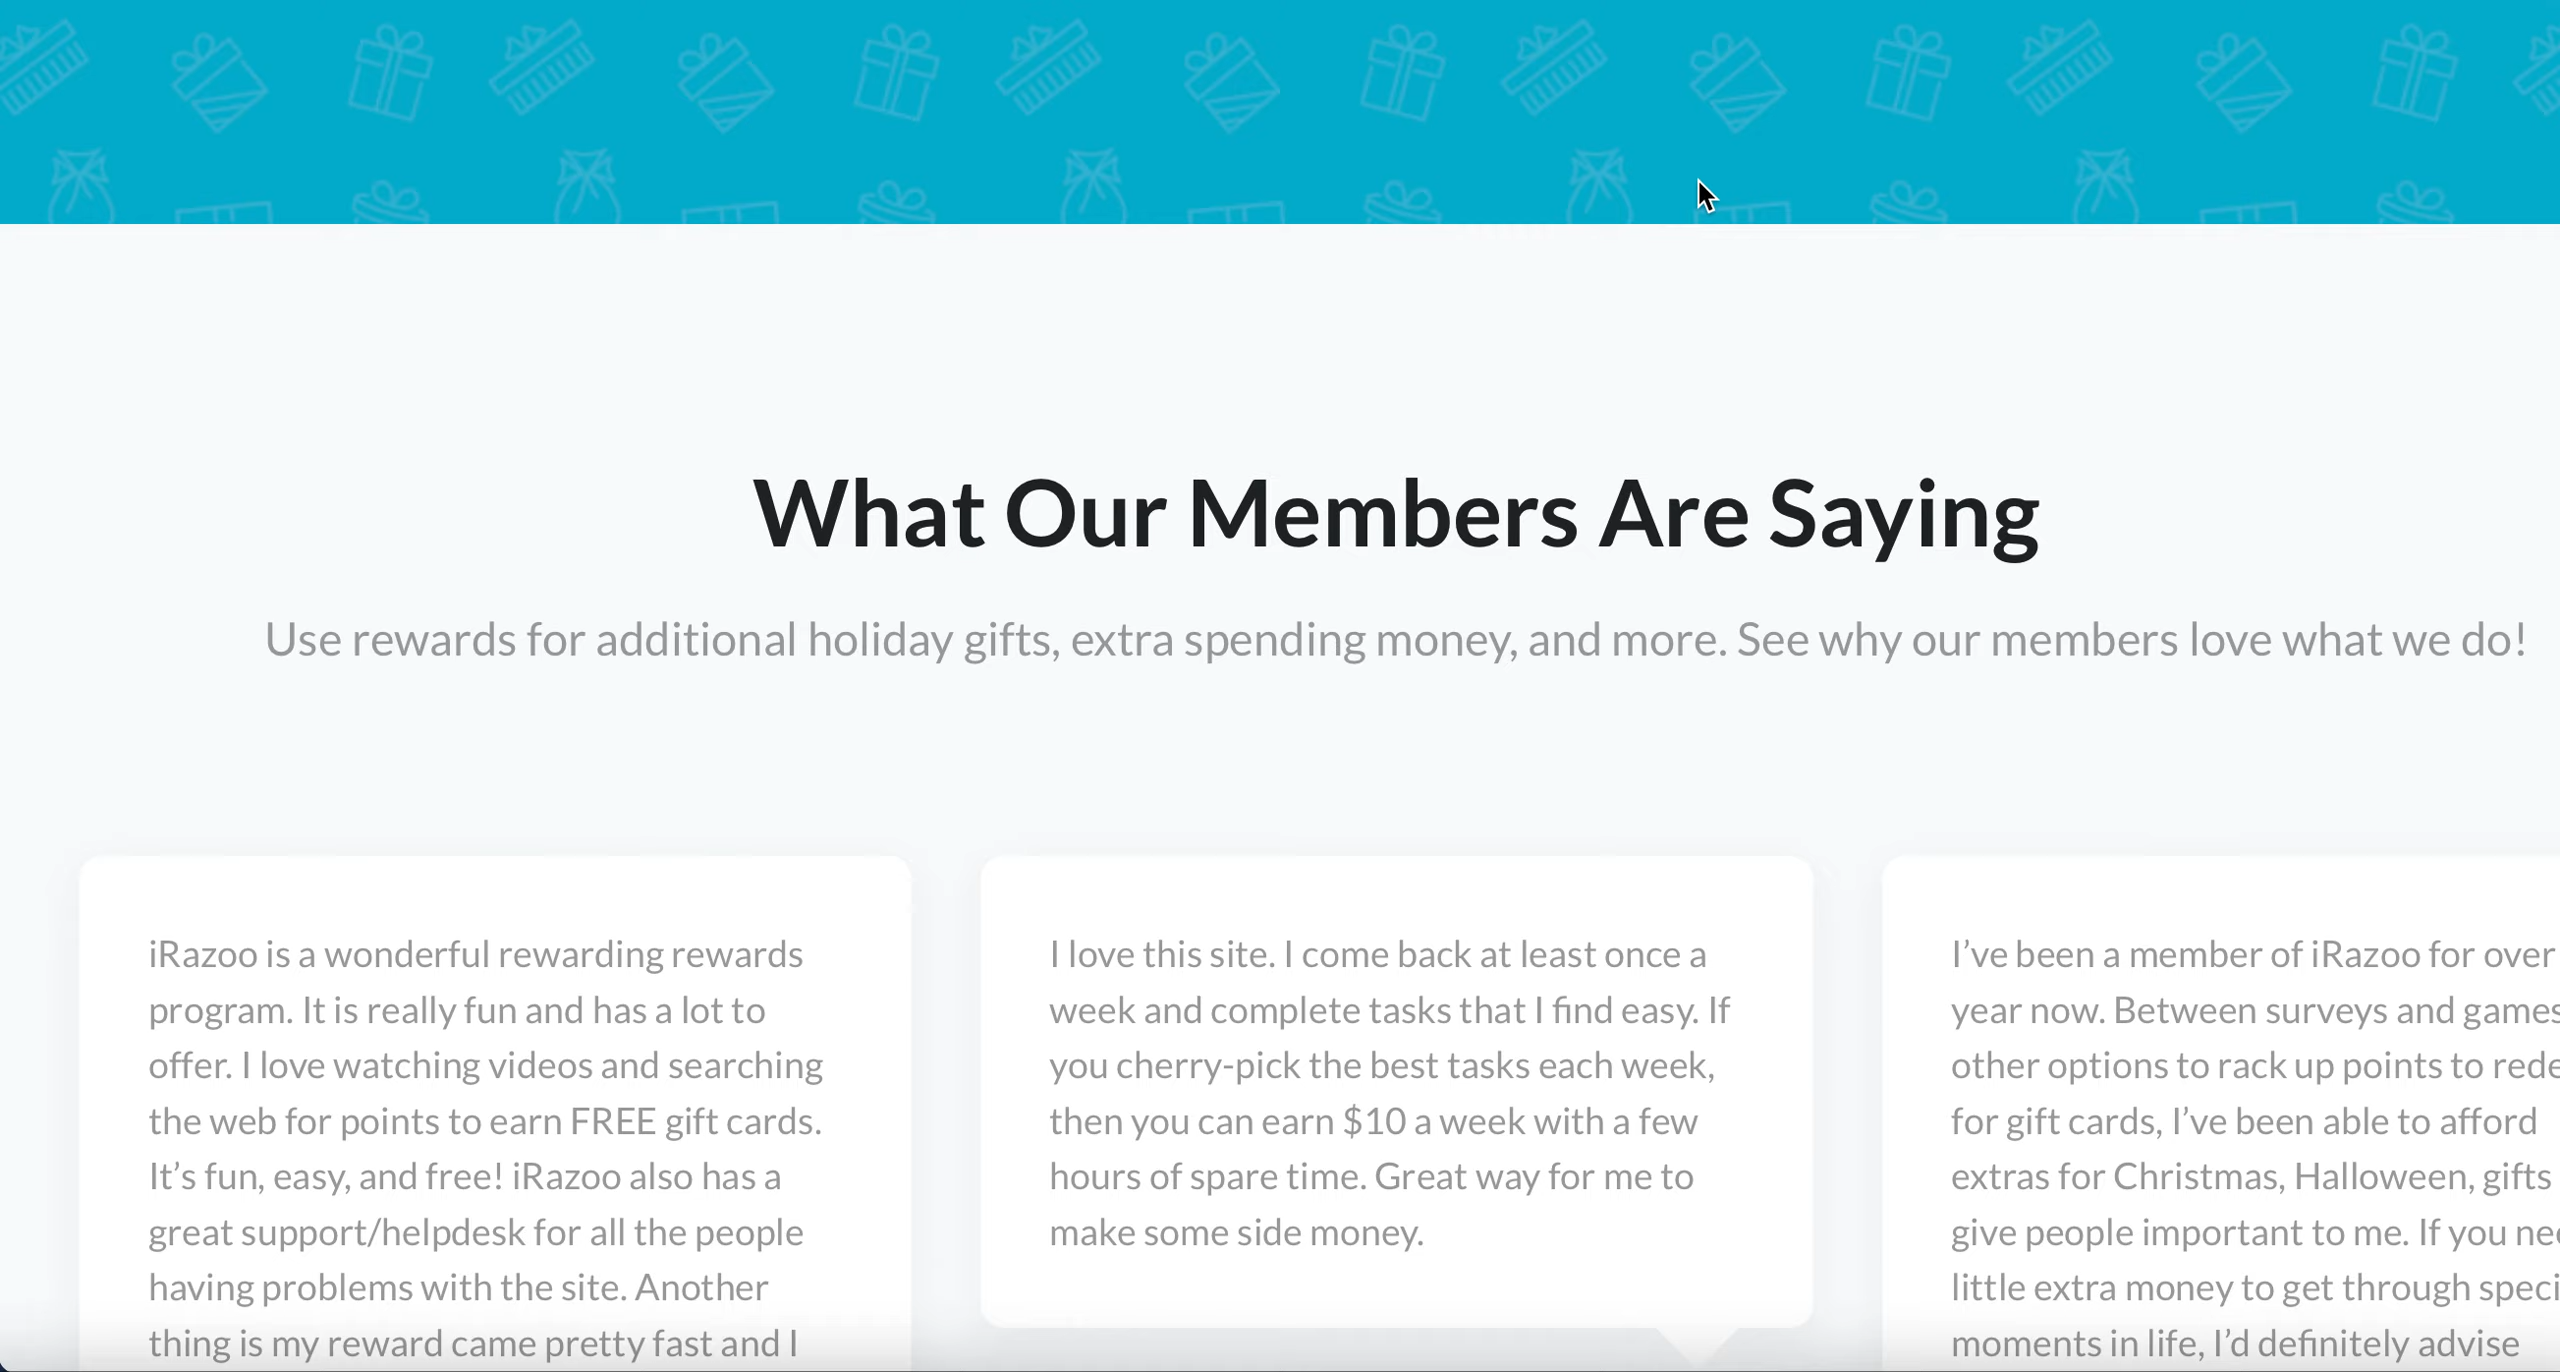 What Our Members Are Saying
Use rewards for additional holiday gifts, extra spending money, and more. See why our members love what we do!
iRazoo is a wonderful rewarding rewards
program. It is really fun and has a lot to
offer. I love watching videos and searching
the web for points to earn FREE gift cards.
It’s fun, easy, and free! iRazoo also has a
great support/helpdesk for all the people
having problems with the site. Another
thing is my reward came pretty fast and I
I love this site. I come back at least once a
week and complete tasks that I find easy. If
you cherry-pick the best tasks each week,
then you can earn $10 a week with a few
hours of spare time. Great way for me to
make some side money.
I’ve been a member of iRazoo for over
year now. Between surveys and games
other options to rack up points to
for gift cards, I’ve been able to afford
extras for Christmas, Halloween, gifts
give people important to me. If you
little extra money to get through
moments in life, I’d definitely advise